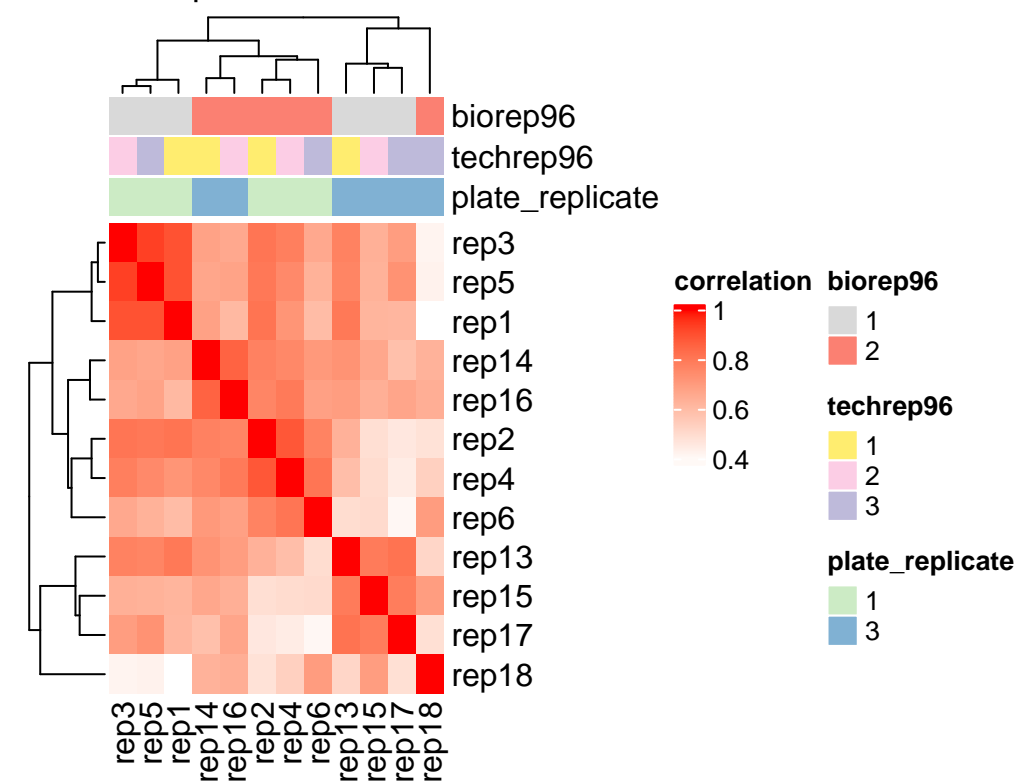 biorep96
techrep96
plate_replicate
rep3
rep5
rep1
rep14
rep16
rep2
rep4
rep6
rep13
rep15
rep17
rep18
rep3
rep5
rep1
rep14
rep16
rep2
rep4
rep6
rep13
rep15
rep17
rep18
correlation
1
0.8
0.6
0.4
biorep96
1
2
techrep96
1
2
3
plate_replicate
1
3